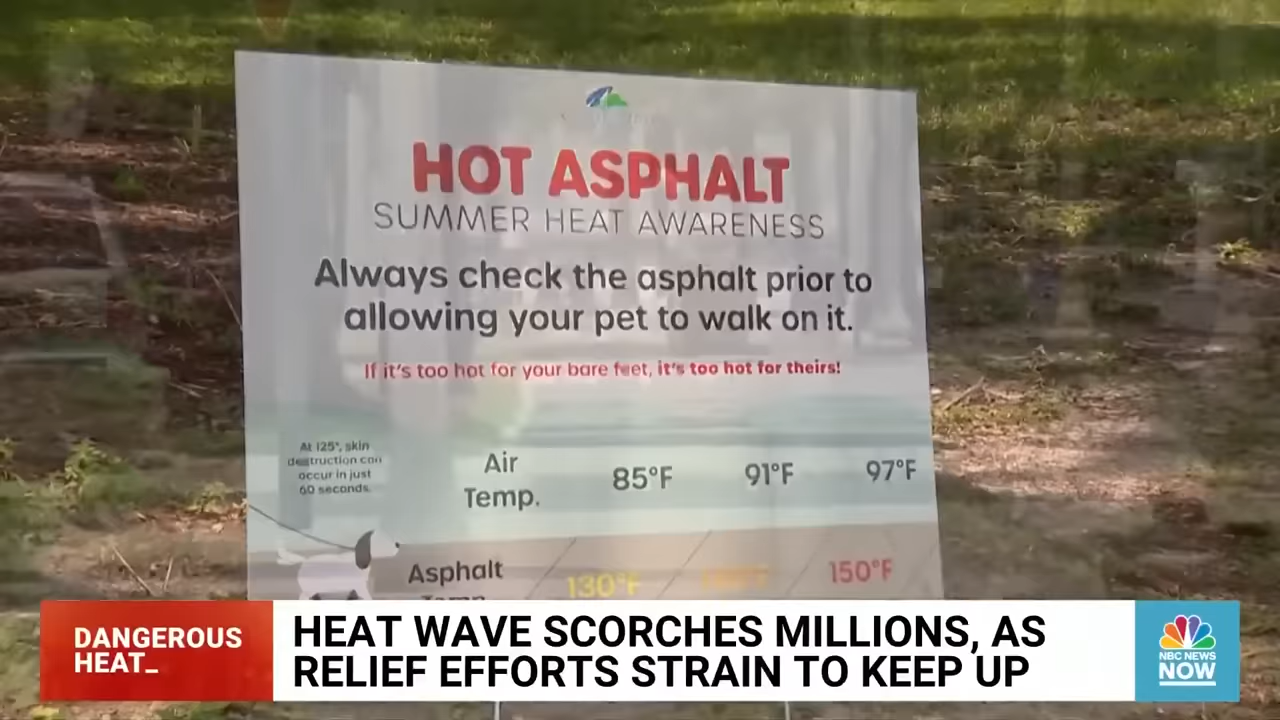 HOT ASPHALT
SUMMER HEAT AWARENESS
Always check the asphalt prior to
allowing your pet to walk on it.
If it's too hot for your bare feet, it's too hot for theirs!
At 125°, skin
destruction can
occur in just
60 seconds.
Air
Temp.
85°F
91°F
97°F
Asphalt
130°F
150°F
DANGEROUS
HEAT_
HEAT WAVE SCORCHES MILLIONS, AS
RELIEF EFFORTS STRAIN TO KEEP UP
NBC NEWS
NOW